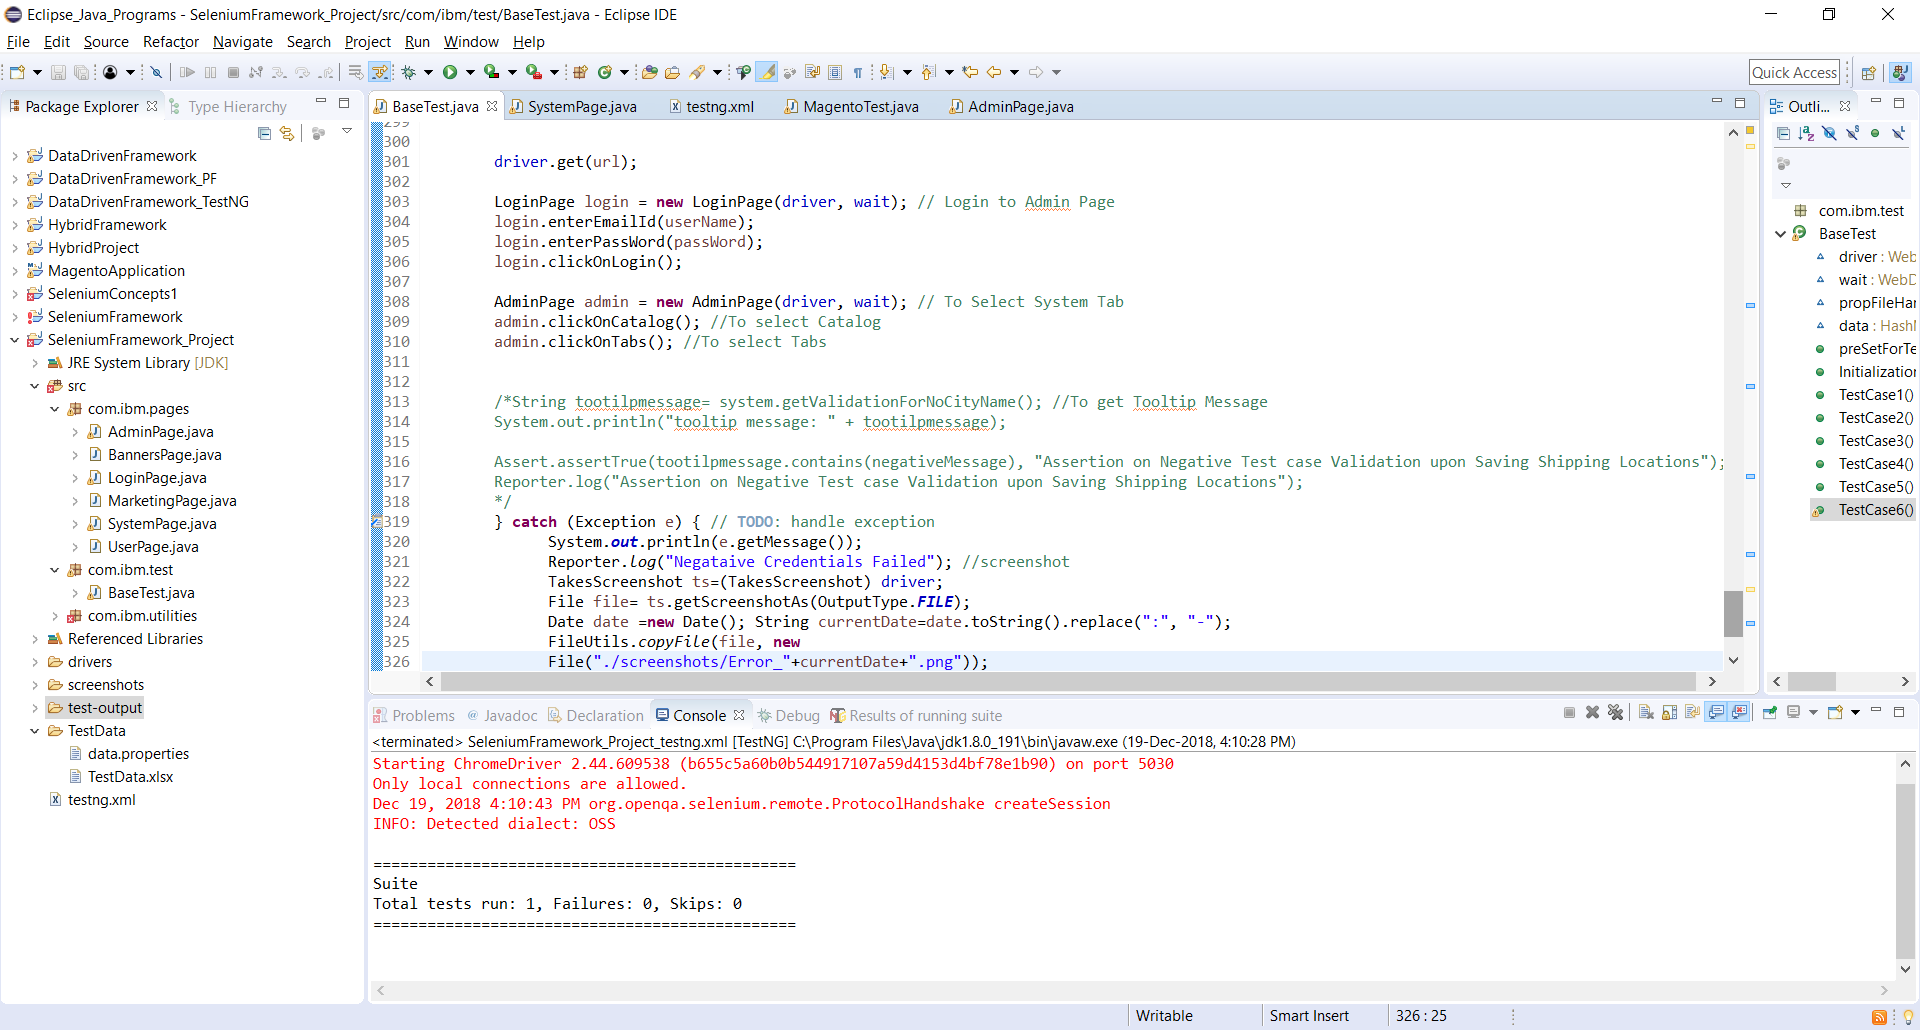 Eclipse_Java_Programs - SeleniumFramework_Project/src/com/ibm/test/BaseTest.java - Eclipse IDE
File Edit Source Refactor Navigate Search Project Run Window Help
Quick Access
Package Explorer
Type Hierarchy
DataDrivenFramework
DataDrivenFramework_PF
DataDrivenFramework_TestNG
HybridFramework
HybridProject
MagentoApplication
SeleniumConcepts1
SeleniumFramework
SeleniumFramework_Project
JRE System Library [JDK]
src
com.ibm.pages
AdminPage.java
BannersPage.java
LoginPage.java
MarketingPage.java
SystemPage.java
UserPage.java
com.ibm.test
BaseTest.java
com.ibm.utilities
Referenced Libraries
drivers
screenshots
test-output
TestData
data.properties
TestData.xlsx
testng.xml
BaseTest.java SystemPage.java testng.xml MagentoTest.java AdminPage.java
299
300
301 driver.get(url);
302
303 LoginPage login = new LoginPage(driver, wait); // Login to Admin Page
304 login.enterEmailId(userName);
305 login.enterPassWord(passWord);
306 login.clickOnLogin();
307
308 AdminPage admin = new AdminPage(driver, wait); // To Select System Tab
309 admin.clickOnCatalog(); //To select Catalog
310 admin.clickOnTabs(); //To select Tabs
311
312
313 /*String tootilpmessage= system.getValidationForNoCityName(); //To get Tooltip Message
314 System.out.println("tooltip message: " + tootilpmessage);
315
316 Assert.assertTrue(tootilpmessage.contains(negativeMessage), "Assertion on Negative Test case Validation upon Saving Shipping Locations");
317 Reporter.log("Assertion on Negative Test case Validation upon Saving Shipping Locations");
318 */
319 } catch (Exception e) { // TODO: handle exception
320 System.out.println(e.getMessage());
321 Reporter.log("Negataive Credentials Failed"); //screenshot
322 TakesScreenshot ts=(TakesScreenshot) driver;
323 File file= ts.getScreenshotAs(OutputType.FILE);
324 Date date =new Date(); String currentDate=date.toString().replace(":", "-");
325 FileUtils.copyFile(file, new
326 File("./screenshots/Error_"+currentDate+".png"));
Outli...
com.ibm.test
BaseTest
driver : Web
wait : WebD
propFileHar
data : Hash
preSetForTe
Initialization
TestCase1()
TestCase2()
TestCase3()
TestCase4()
TestCase5()
TestCase6()
Problems @ Javadoc Declaration Console Debug Results of running suite
<terminated> SeleniumFramework_Project_testng.xml [TestNG] C:\Program Files\Java\jdk1.8.0_191\bin\javaw.exe (19-Dec-2018, 4:10:28 PM)
Starting ChromeDriver 2.44.609538 (b655c5a60b0b544917107a59d4153d4bf78e1b90) on port 5030
Only local connections are allowed.
Dec 19, 2018 4:10:43 PM org.openqa.selenium.remote.ProtocolHandshake createSession
INFO: Detected dialect: OSS
===============================================
Suite
Total tests run: 1, Failures: 0, Skips: 0
===============================================
Writable Smart Insert 326 : 25